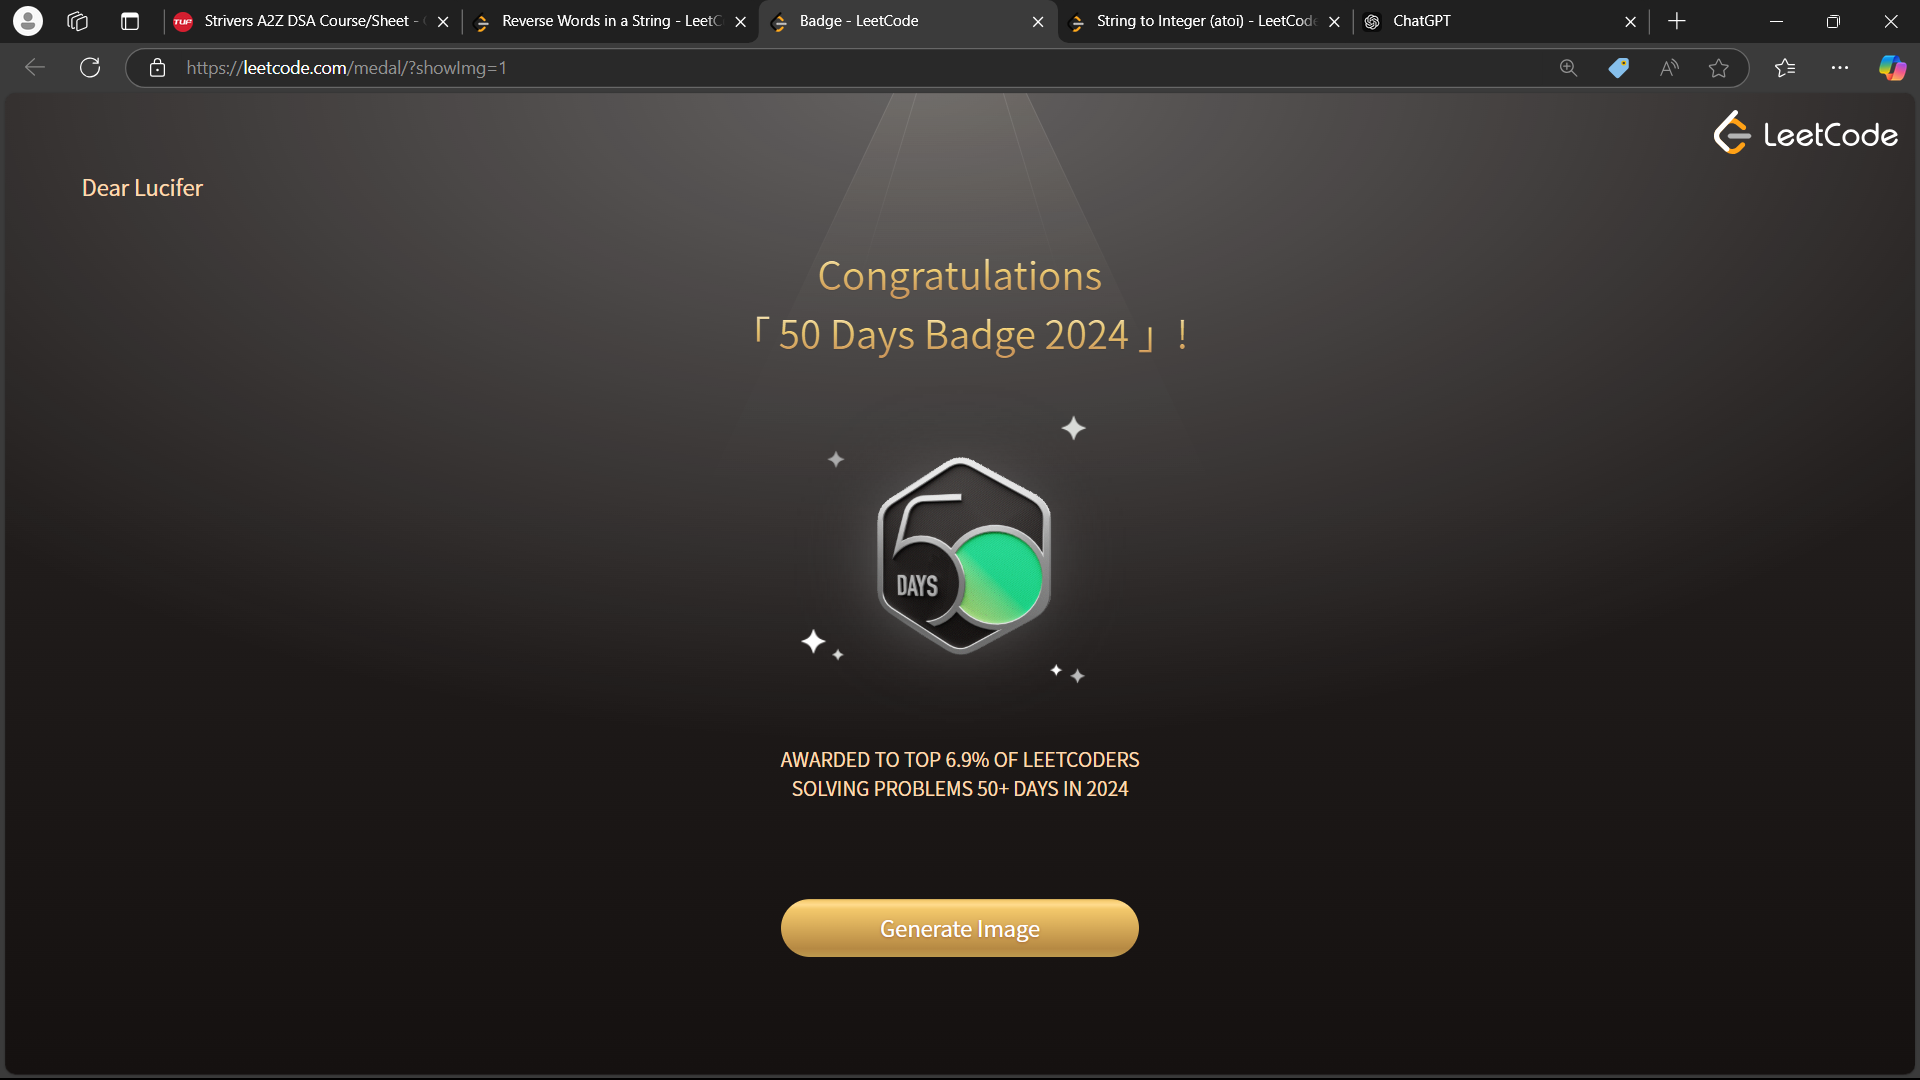 Strivers A2Z DSA Course/Sheet -
Reverse Words in a String - LeetC
Badge - LeetCode
String to Integer (atoi) - LeetCode
ChatGPT
https://leetcode.com/medal/?showImg=1
LeetCode
Dear Lucifer
Congratulations
「 50 Days Badge 2024 」!
50
DAYS
AWARDED TO TOP 6.9% OF LEETCODERS
SOLVING PROBLEMS 50+ DAYS IN 2024
Generate Image